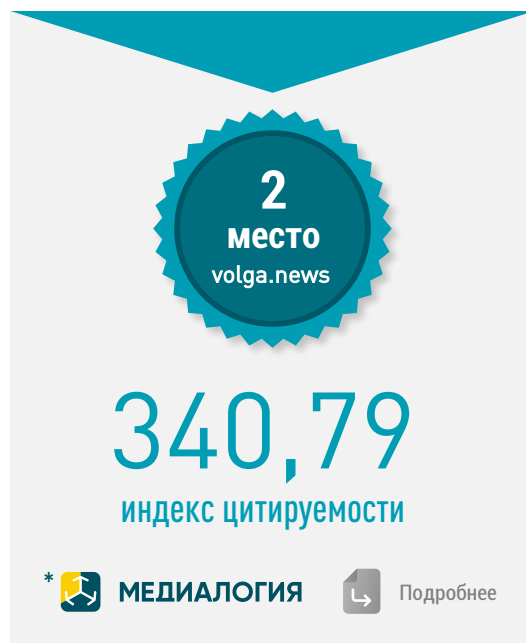 2
место
volga.news
340,79
индекс цитируемости
* МЕДИАЛОГИЯ
Подробнее